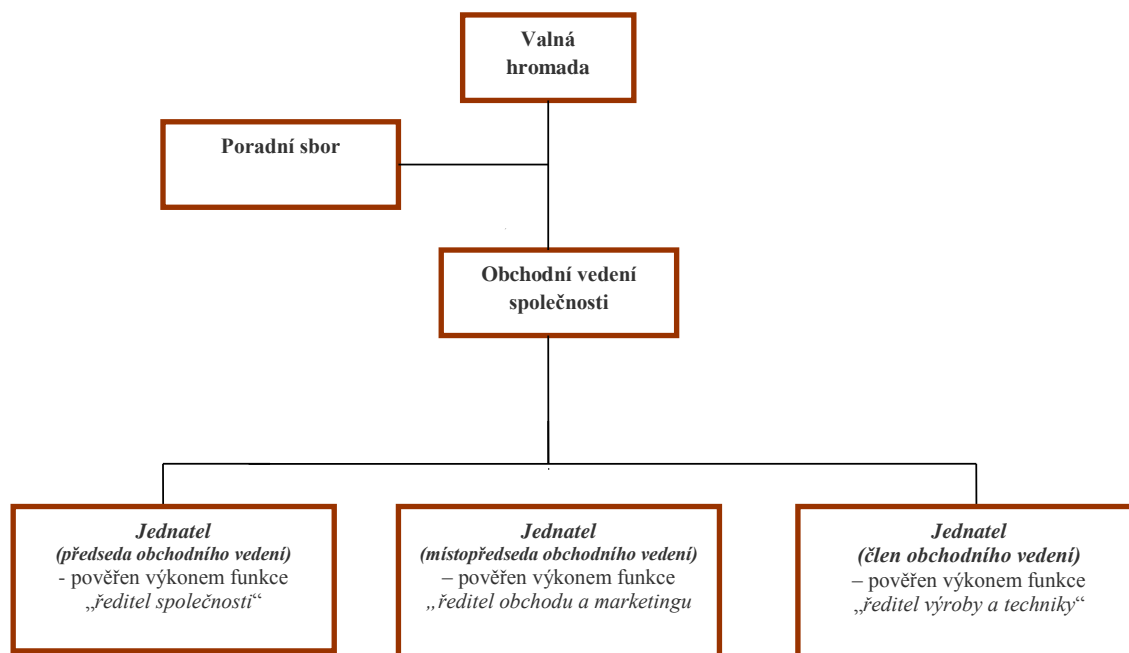 Valná
hromada
Poradní sbor
Obchodní vedení
společnosti
Jednatel
(předseda obchodního vedení)
- pověřen výkonem funkce
„ředitel společnosti“
Jednatel
(místopředseda obchodního vedení)
– pověřen výkonem funkce
„ředitel obchodu a marketingu
Jednatel
(člen obchodního vedení)
– pověřen výkonem funkce
„ředitel výroby a techniky“